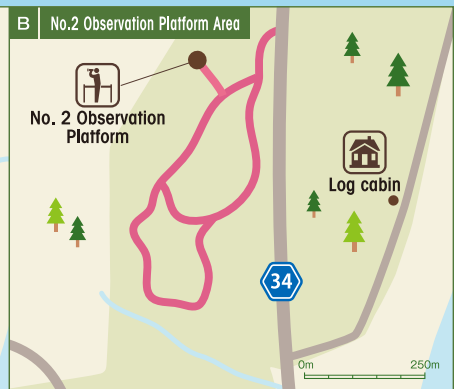 B No.2 Observation Platform Area
No. 2 Observation
Platform
Log cabin
34
0m 250m